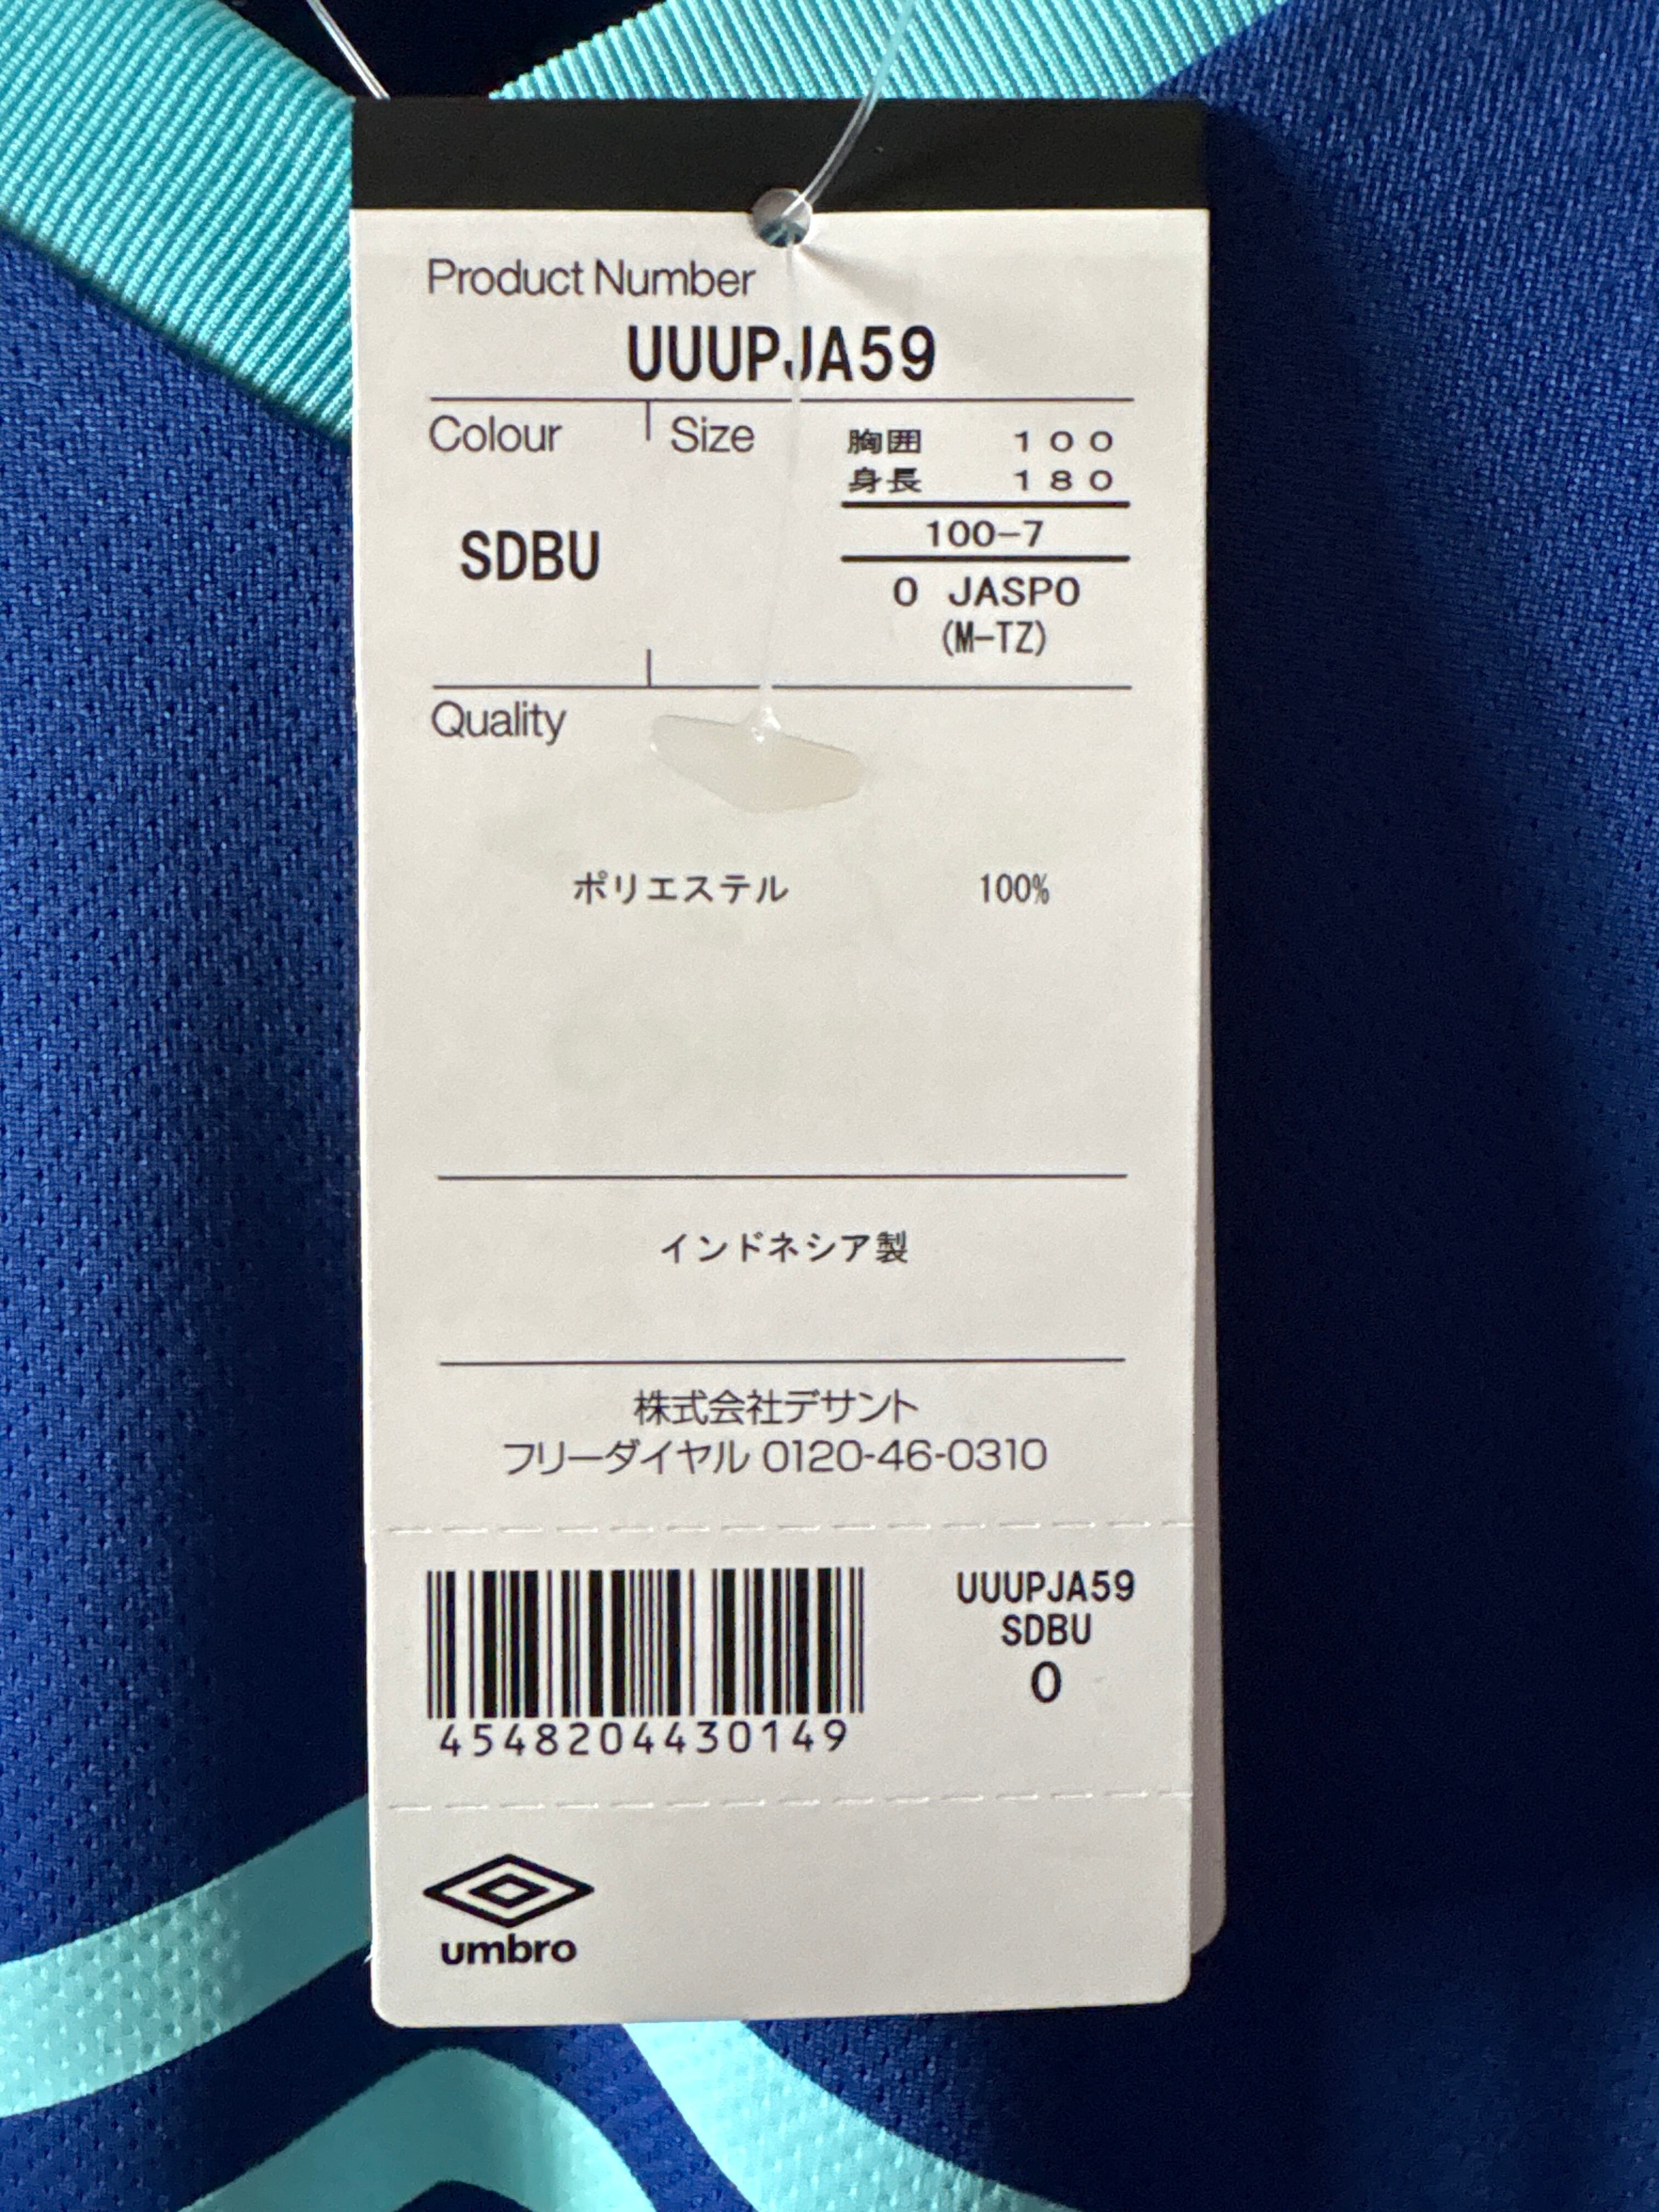 Product Number
UUUPJA59
Colour
SDBU
Size
胸囲 100
身長 180
100-7
O JASPO
(M-TZ)
Quality
ポリエステル 100%
インドネシア製
株式会社デサント
フリーダイヤル 0120-46-0310
UUUPJA59
SDBU
O
4548204430149
umbro